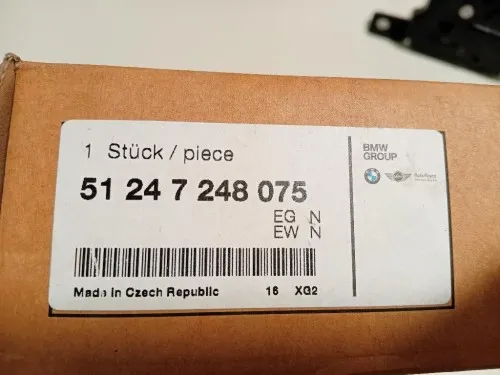 1 Stück / piece
51 24 7 248 075
EG N
EW N
Made in Czech Republic 16 XG2
BMW
GROUP